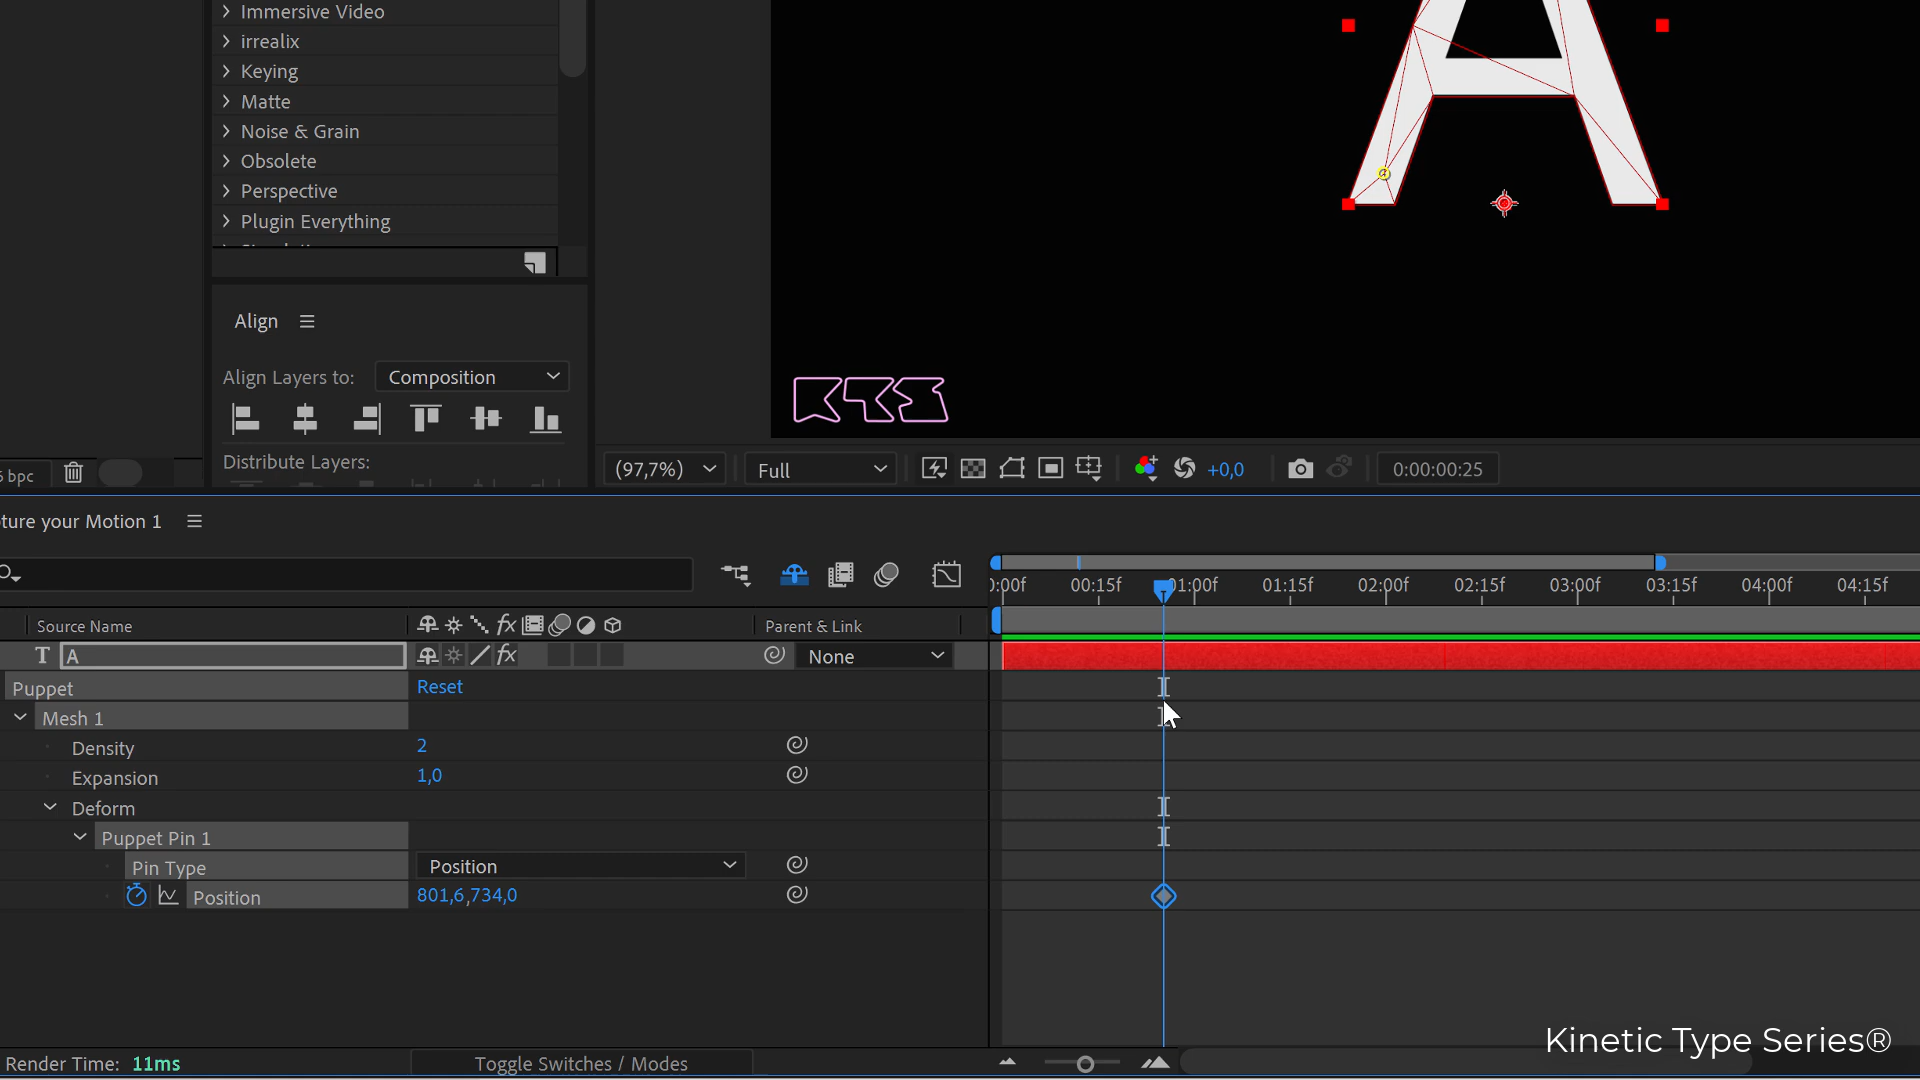 Immersive Video
irrealix
Keying
Matte
Noise & Grain
Obsolete
Perspective
Plugin Everything
Align
Align Layers to: Composition
Distribute Layers:
6 bpc
KTS
(97,7%) Full +0,0 0:00:00:25
ture your Motion 1
0:00f 00:15f 01:00f 01:15f 02:00f 02:15f 03:00f 03:15f 04:00f 04:15f
Source Name fx Parent & Link
T A fx None
Puppet Reset
Mesh 1
Density 2
Expansion 1,0
Deform
Puppet Pin 1
Pin Type Position
Position 801,6,734,0
Kinetic Type Series®
Render Time: 11ms Toggle Switches / Modes
A